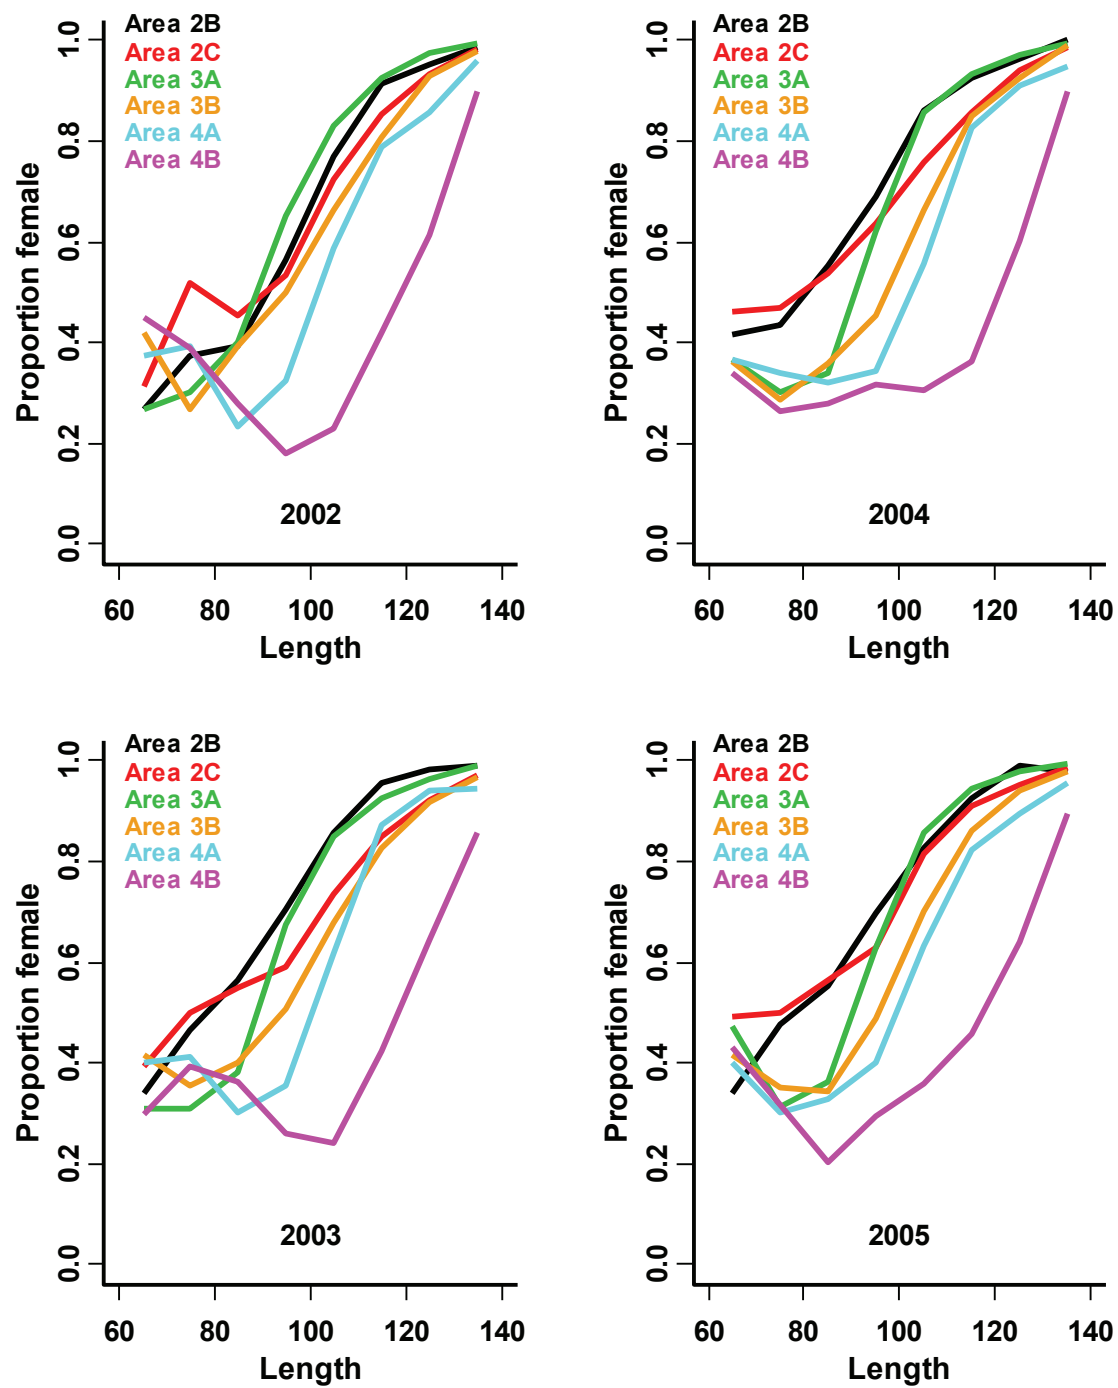 Area 2B
Area 2C
Area 3A
Area 3B
Area 4A
Area 4B
Proportion female
1.0
0.8
0.6
0.4
0.2
0.0
2002
60 80 100 120 140
Length
Area 2B
Area 2C
Area 3A
Area 3B
Area 4A
Area 4B
Proportion female
1.0
0.8
0.6
0.4
0.2
0.0
2004
60 80 100 120 140
Length
Area 2B
Area 2C
Area 3A
Area 3B
Area 4A
Area 4B
Proportion female
1.0
0.8
0.6
0.4
0.2
0.0
2003
60 80 100 120 140
Length
Area 2B
Area 2C
Area 3A
Area 3B
Area 4A
Area 4B
Proportion female
1.0
0.8
0.6
0.4
0.2
0.0
2005
60 80 100 120 140
Length